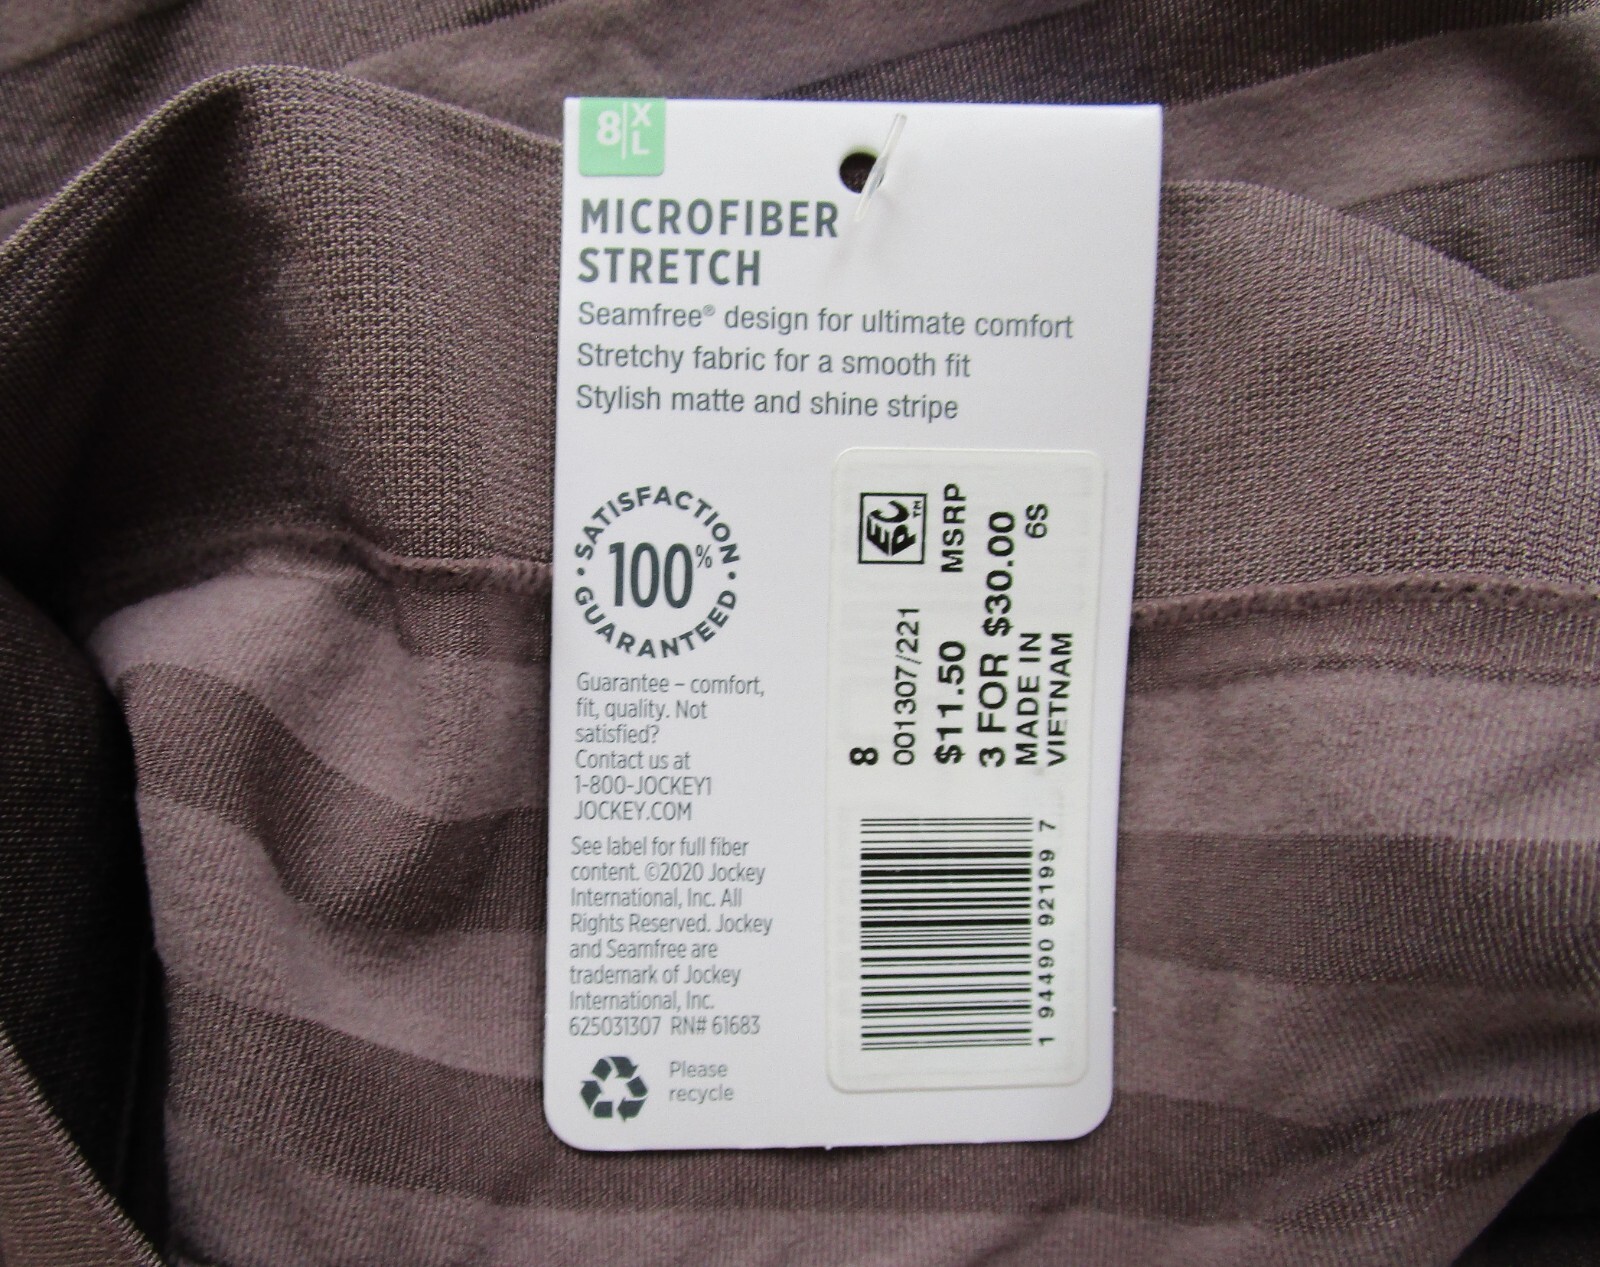 8 XL
MICROFIBER
STRETCH
Seamfree® design for ultimate comfort
Stretchy fabric for a smooth fit
Stylish matte and shine stripe
SATISFACTION
100%
GUARANTEED
Guarantee – comfort,
fit, quality. Not
satisfied?
Contact us at
1-800-JOCKEY1
JOCKEY.COM
See label for full fiber
content. ©2020 Jockey
International, Inc. All
Rights Reserved. Jockey
and Seamfree are
trademark of Jockey
International, Inc.
625031307 RN# 61683
Please
recycle
EPC™
8
001307/221
$11.50 MSRP
3 FOR $30.00
MADE IN 6S
VIETNAM
1 94490 92199 7